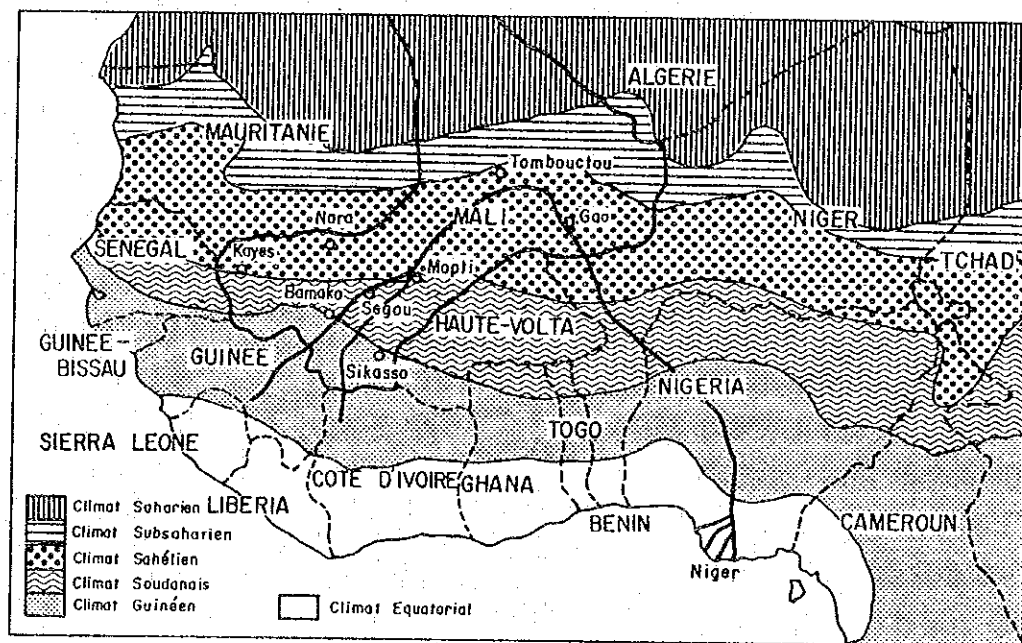 ALGERIE
MAURITANIE
Tombouctou
Nara
MALI
Gao
NIGER
SENEGAL
Kayes
TCHAD
Mopti
Bamako
Ségou
HAUTE-VOLTA
GUINEE-
BISSAU
GUINEE
Sikasso
NIGERIA
SIERRA LEONE
TOGO
COTE D'IVOIRE
GHANA
LIBERIA
BENIN
CAMEROUN
Niger
Climat Saharien
Climat Subsaharien
Climat Sahélien
Climat Soudanais
Climat Guinéen
Climat Equatorial